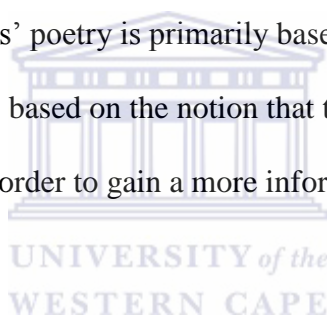 s’ poetry is primarily base
based on the notion that t
order to gain a more infor
UNIVERSITY of the
WESTERN CAPE